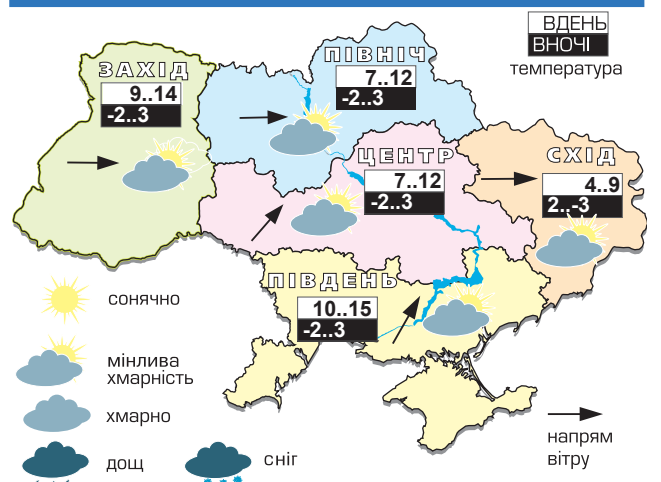 ВДЕНЬ
ВНОЧІ
температура
ПІВНІЧ
7..12
-2..3
ЗАХІД
9..14
-2..3
ЦЕНТР
7..12
-2..3
СХІД
4..9
2..-3
ПІВДЕНЬ
10..15
-2..3
сонячно
мінлива
хмарність
хмарно
дощ
сніг
напрям
вітру